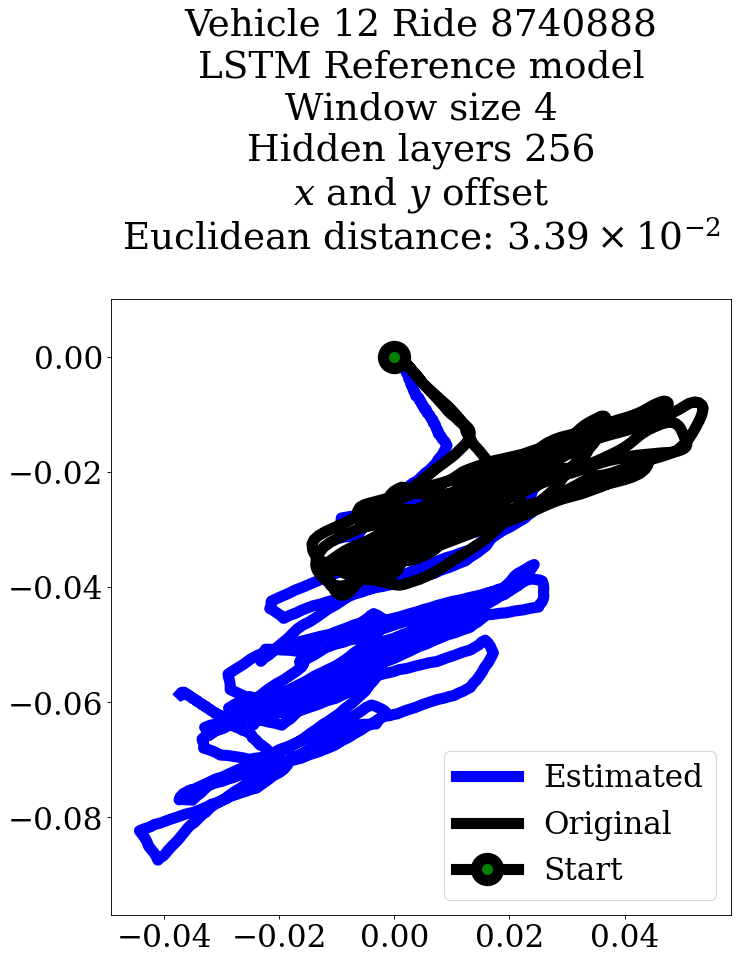 Vehicle 12 Ride 8740888
LSTM Reference model
Window size 4
Hidden layers 256
x and y offset
Euclidean distance: 3.39 × 10⁻²
0.00
−0.02
−0.04
−0.06
−0.08
Estimated
Original
Start
−0.04 −0.02 0.00 0.02 0.04